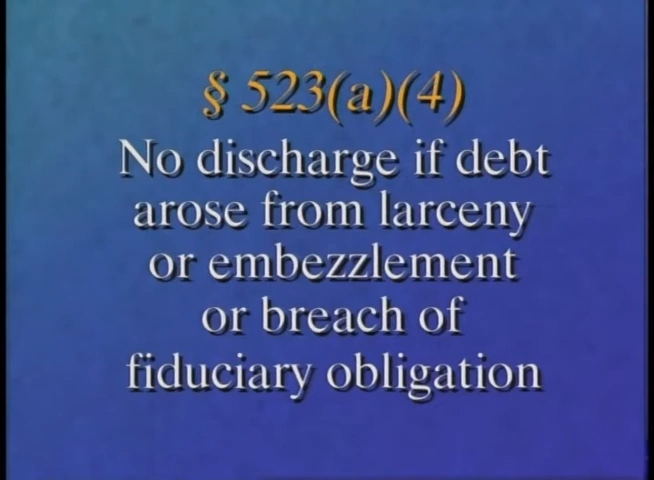 § 523(a)(4)
No discharge if debt
arose from larceny
or embezzlement
or breach of
fiduciary obligation